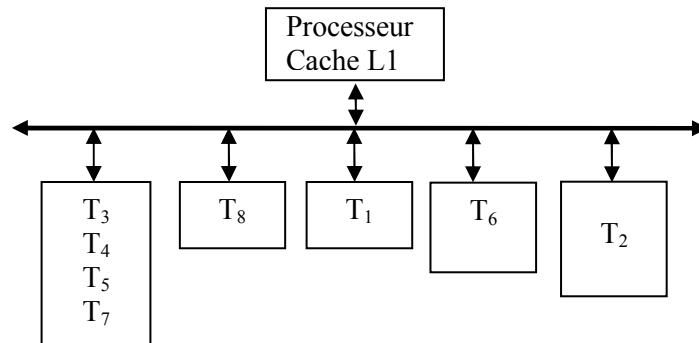 Processeur
Cache L1
T₃
T₄
T₅
T₇
T₈
T₁
T₆
T₂